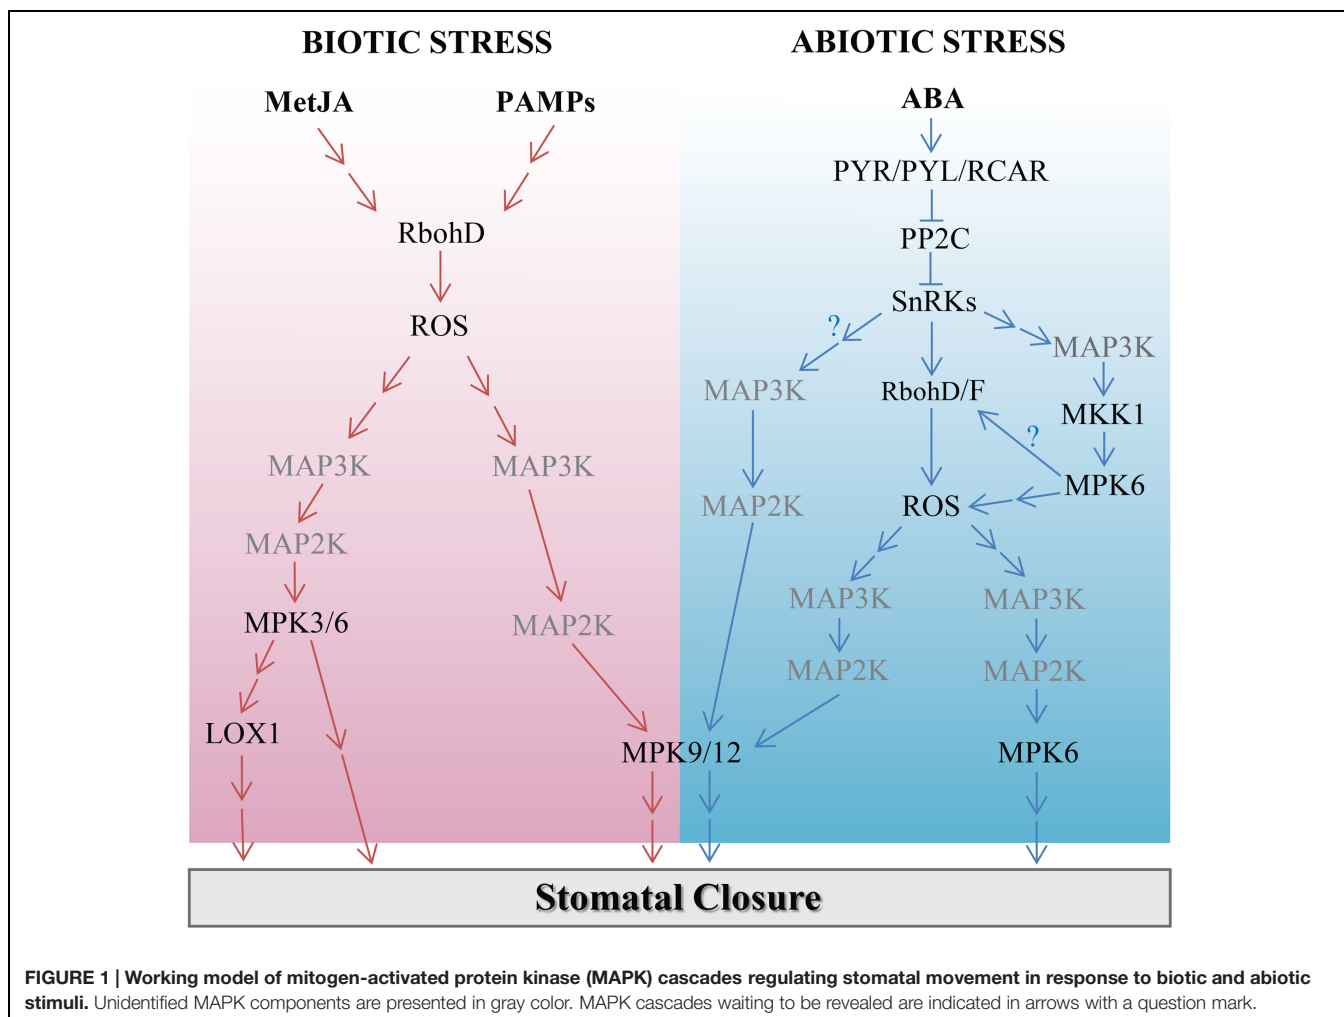 BIOTIC STRESS
ABIOTIC STRESS
MetJA
PAMPs
ABA
PYR/PYL/RCAR
RbohD
PP2C
SnRKs
ROS
?
MAP3K
MAP3K
RbohD/F
MKK1
?
MAP3K
MAP3K
MPK6
MAP2K
ROS
MAP2K
MAP3K
MAP3K
MPK3/6
MAP2K
MAP2K
MAP2K
LOX1
MPK9/12
MPK6
Stomatal Closure
FIGURE 1 | Working model of mitogen-activated protein kinase (MAPK) cascades regulating stomatal movement in response to biotic and abiotic
stimuli. Unidentified MAPK components are presented in gray color. MAPK cascades waiting to be revealed are indicated in arrows with a question mark.